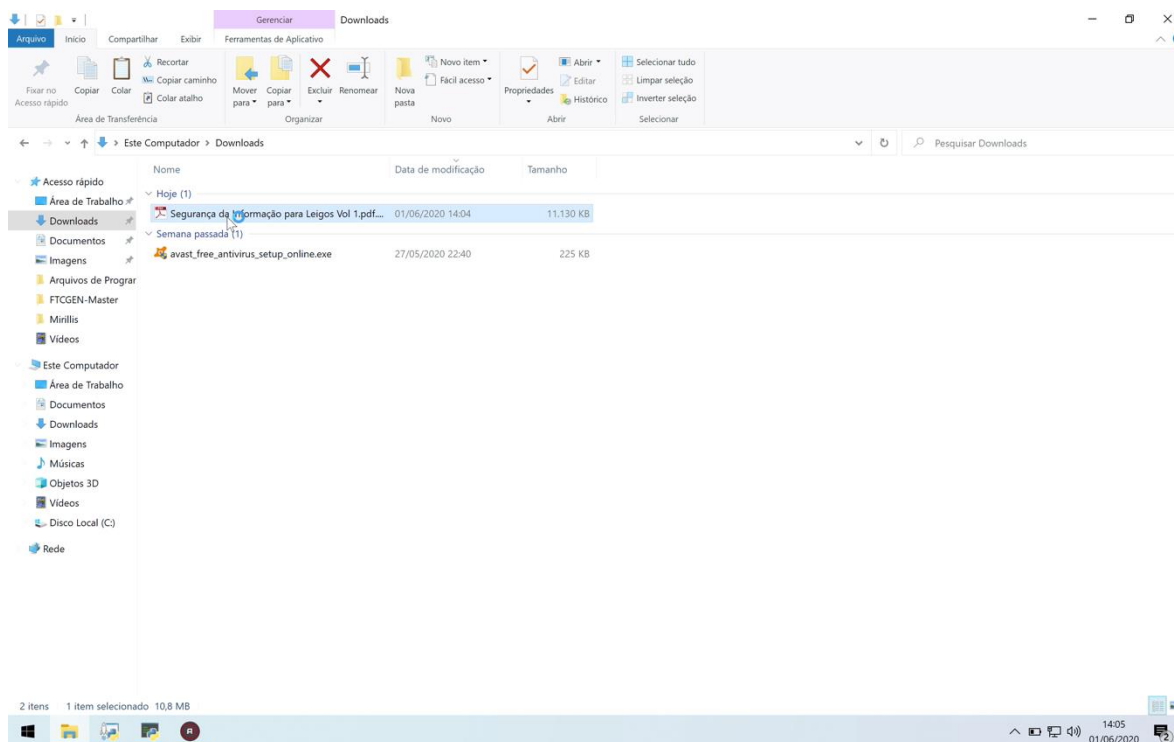 Gerenciar Downloads
Arquivo Início Compartilhar Exibir Ferramentas de Aplicativo
Fixar no Acesso rápido
Copiar
Colar
Recortar
Copiar caminho
Colar atalho
Área de Transferência
Mover para
Copiar para
Excluir
Renomear
Organizar
Nova pasta
Novo item
Fácil acesso
Novo
Propriedades
Abrir
Editar
Histórico
Abrir
Selecionar tudo
Limpar seleção
Inverter seleção
Selecionar
Este Computador > Downloads
Pesquisar Downloads
Nome Data de modificação Tamanho
Hoje (1)
Segurança da Informação para Leigos Vol 1.pdf.... 01/06/2020 14:04 11.130 KB
Semana passada (1)
avast_free_antivirus_setup_online.exe 27/05/2020 22:40 225 KB
Acesso rápido
Área de Trabalho
Downloads
Documentos
Imagens
Arquivos de Prograr
FTCGEN-Master
Mirillis
Vídeos
Este Computador
Área de Trabalho
Documentos
Downloads
Imagens
Músicas
Objetos 3D
Vídeos
Disco Local (C:)
Rede
2 itens 1 item selecionado 10,8 MB
14:05
01/06/2020
2